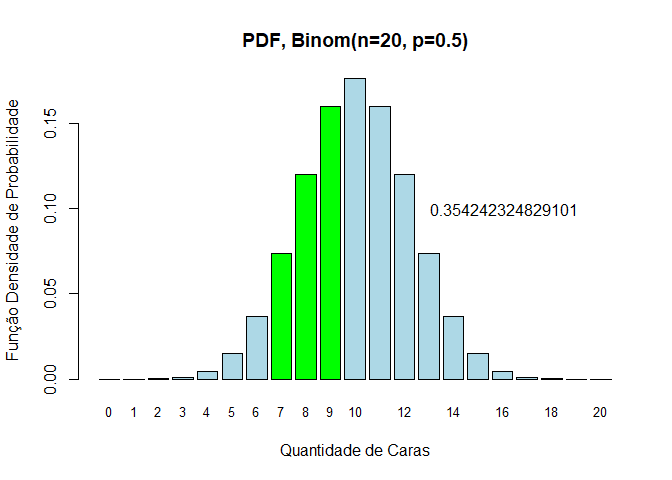 PDF, Binom(n=20, p=0.5)
Função Densidade de Probabilidade
0.15
0.10
0.05
0.00
0.354242324829101
0 1 2 3 4 5 6 7 8 9 10 12 14 16 18 20
Quantidade de Caras